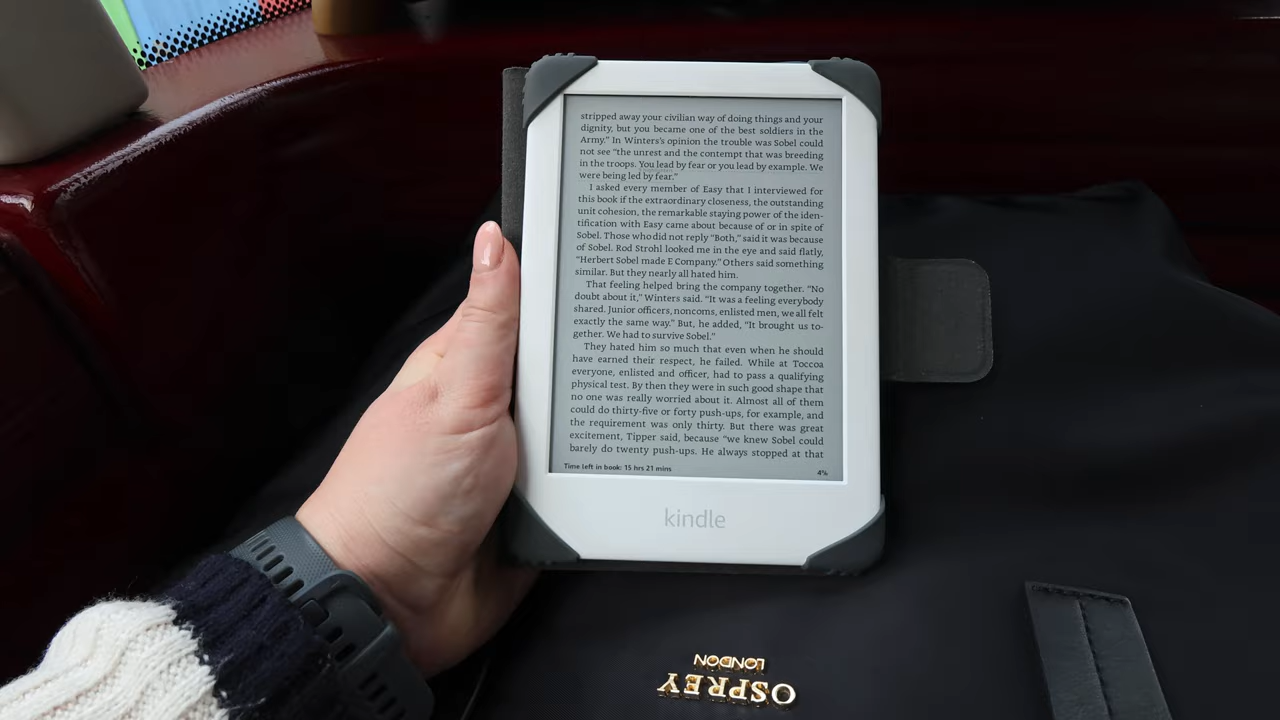 stripped away your civilian way of doing things and your
dignity, but you became one of the best soldiers in the
Army.” In Winters’s opinion the trouble was Sobel could
not see “the unrest and the contempt that was breeding
in the troops. You lead by fear or you lead by example. We
were being led by fear.”
I asked every member of Easy that I interviewed for
this book if the extraordinary closeness, the outstanding
unit cohesion, the remarkable staying power of the iden-
tification with Easy came about because of or in spite of
Sobel. Those who did not reply “Both,” said it was because
of Sobel. Rod Strohl looked me in the eye and said flatly,
“Herbert Sobel made E Company.” Others said something
similar. But they nearly all hated him.
That feeling helped bring the company together. “No
doubt about it,” Winters said. “It was a feeling everybody
shared. Junior officers, noncoms, enlisted men, we all felt
exactly the same way.” But, he added, “It brought us to-
gether. We had to survive Sobel.”
They hated him so much that even when he should
have earned their respect, he failed. While at Toccoa
everyone, enlisted and officer, had to pass a qualifying
physical test. By then they were in such good shape that
no one was really worried about it. Almost all of them
could do thirty-five or forty push-ups, for example, and
the requirement was only thirty. But there was great
excitement, Tipper said, because “we knew Sobel could
barely do twenty push-ups. He always stopped at that
Time left in book: 15 hrs 21 mins 4%
kindle
OSPREY
LONDON